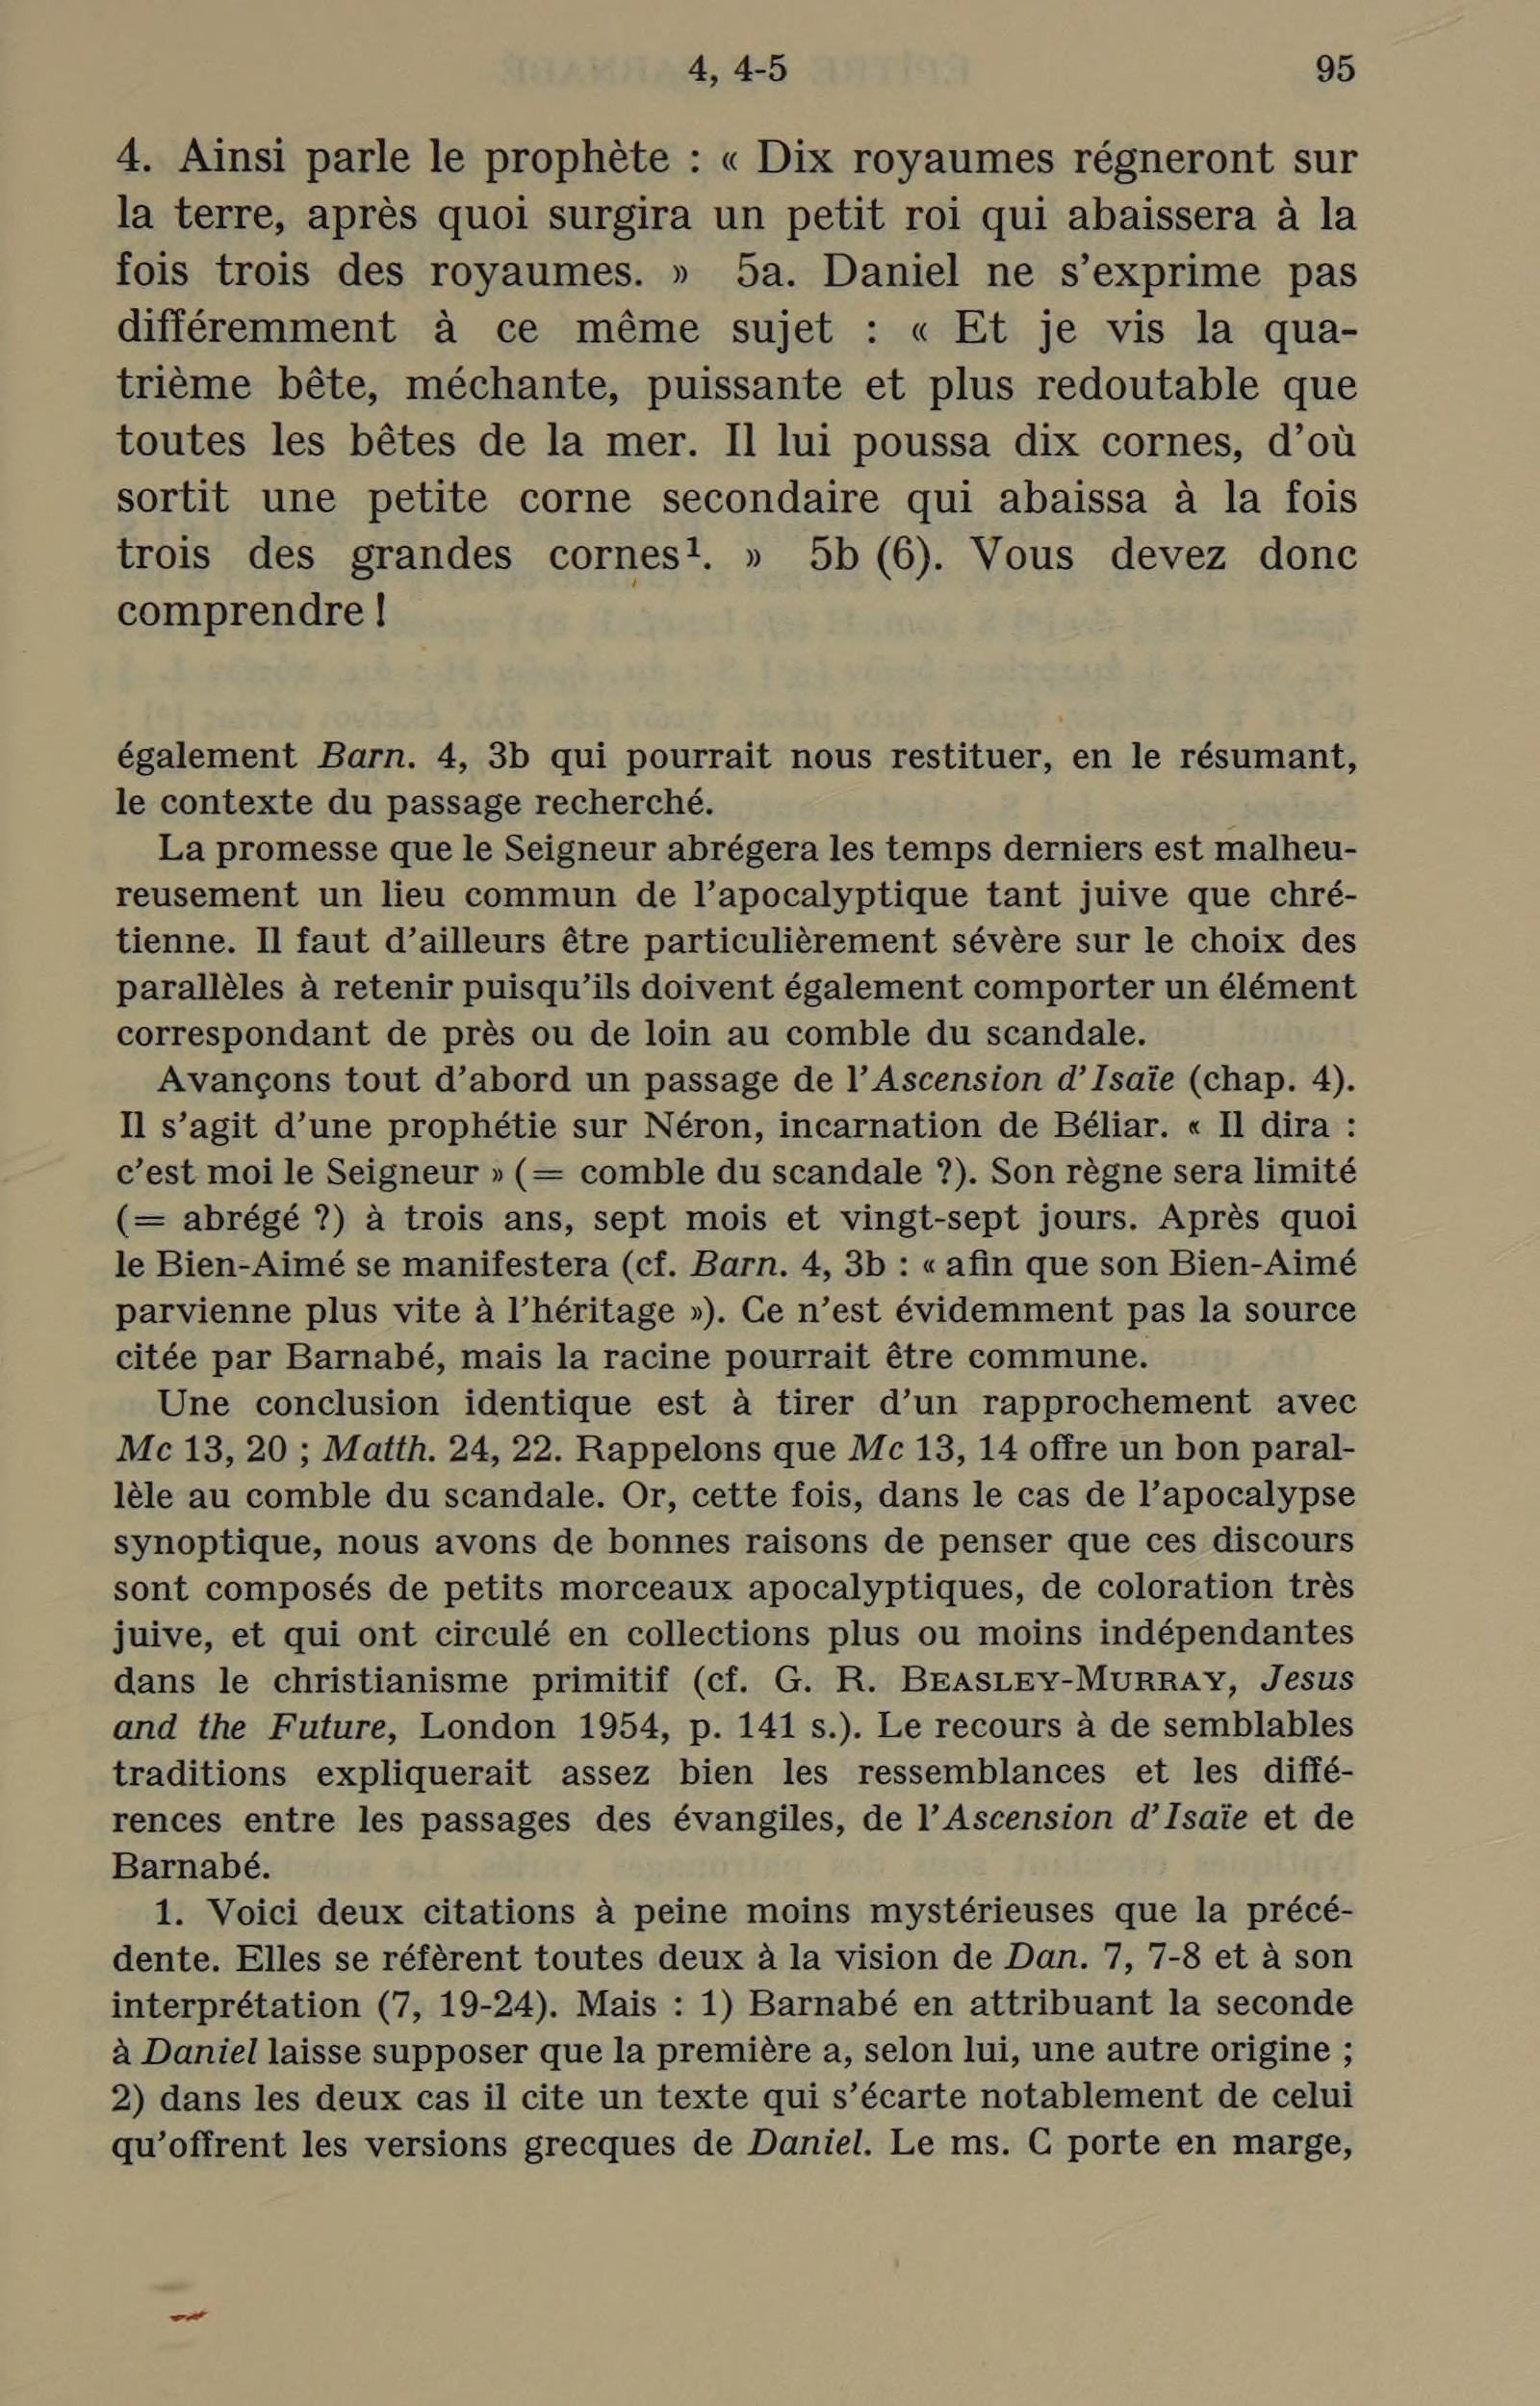 4, 4-5 95
4. Ainsi parle le prophète : « Dix royaumes régneront sur
la terre, après quoi surgira un petit roi qui abaissera à la
fois trois des royaumes. » 5a. Daniel ne s'exprime pas
différemment à ce même sujet : « Et je vis la qua-
trième bête, méchante, puissante et plus redoutable que
toutes les bêtes de la mer. Il lui poussa dix cornes, d'où
sortit une petite corne secondaire qui abaissa à la fois
trois des grandes cornes¹. » 5b (6). Vous devez donc
comprendre !
également Barn. 4, 3b qui pourrait nous restituer, en le résumant,
le contexte du passage recherché.
La promesse que le Seigneur abrégera les temps derniers est malheu-
reusement un lieu commun de l'apocalyptique tant juive que chré-
tienne. Il faut d'ailleurs être particulièrement sévère sur le choix des
parallèles à retenir puisqu'ils doivent également comporter un élément
correspondant de près ou de loin au comble du scandale.
Avançons tout d'abord un passage de l'Ascension d'Isaïe (chap. 4).
Il s'agit d'une prophétie sur Néron, incarnation de Béliar. « Il dira :
c'est moi le Seigneur » (= comble du scandale ?). Son règne sera limité
(= abrégé ?) à trois ans, sept mois et vingt-sept jours. Après quoi
le Bien-Aimé se manifestera (cf. Barn. 4, 3b : « afin que son Bien-Aimé
parvienne plus vite à l'héritage »). Ce n'est évidemment pas la source
citée par Barnabé, mais la racine pourrait être commune.
Une conclusion identique est à tirer d'un rapprochement avec
Mc 13, 20 ; Matth. 24, 22. Rappelons que Mc 13, 14 offre un bon paral-
lèle au comble du scandale. Or, cette fois, dans le cas de l'apocalypse
synoptique, nous avons de bonnes raisons de penser que ces discours
sont composés de petits morceaux apocalyptiques, de coloration très
juive, et qui ont circulé en collections plus ou moins indépendantes
dans le christianisme primitif (cf. G. R. BEASLEY-MURRAY, Jesus
and the Future, London 1954, p. 141 s.). Le recours à de semblables
traditions expliquerait assez bien les ressemblances et les diffé-
rences entre les passages des évangiles, de l'Ascension d'Isaïe et de
Barnabé.
1. Voici deux citations à peine moins mystérieuses que la précé-
dente. Elles se réfèrent toutes deux à la vision de Dan. 7, 7-8 et à son
interprétation (7, 19-24). Mais : 1) Barnabé en attribuant la seconde
à Daniel laisse supposer que la première a, selon lui, une autre origine ;
2) dans les deux cas il cite un texte qui s'écarte notablement de celui
qu'offrent les versions grecques de Daniel. Le ms. C porte en marge,